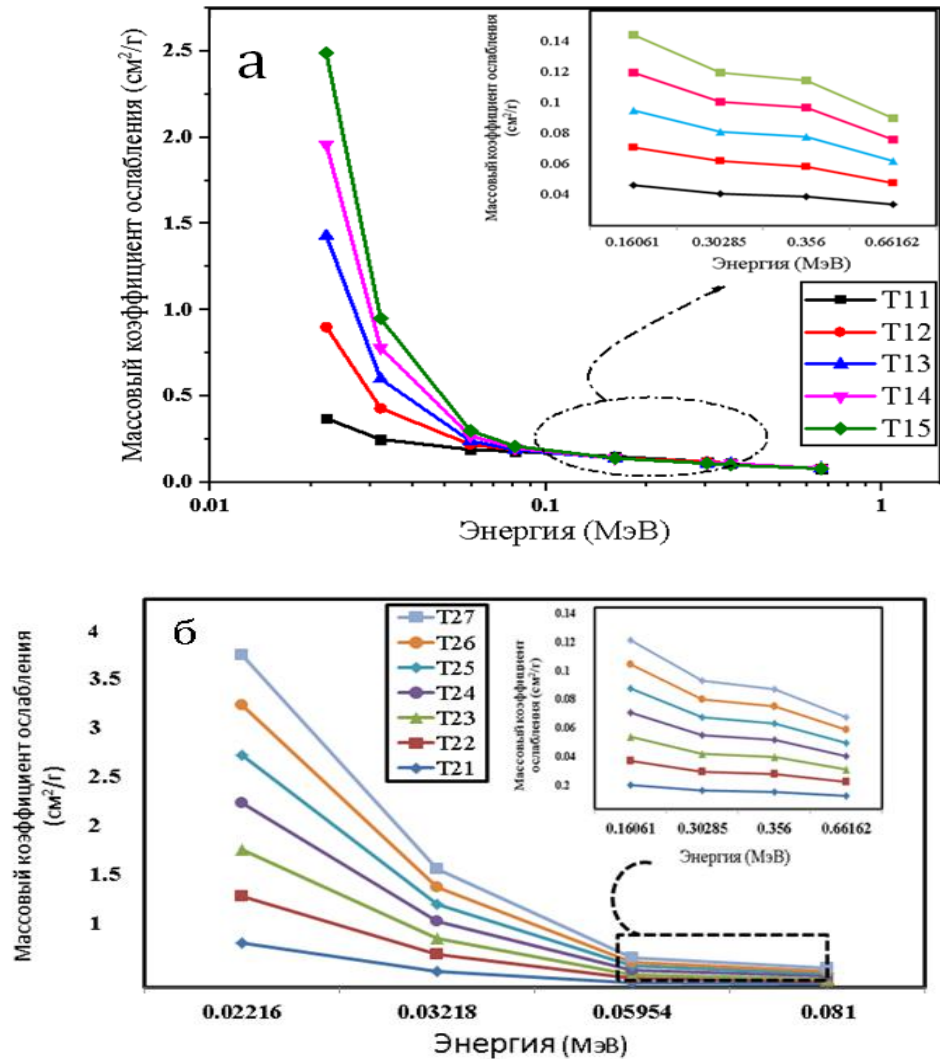 а
Массовый коэффициент ослабления (см²/г)
2.5
2.0
1.5
1.0
0.5
0.0
0.01
0.1
1
Энергия (МэВ)
Массовый коэффициент ослабления
(см²/г)
0.14
0.12
0.1
0.08
0.06
0.04
0.16061
0.30285
0.356
0.66162
Энергия (МэВ)
T11
T12
T13
T14
T15
б
Массовый коэффициент ослабления
(см²/г)
4
3.5
3
2.5
2
1.5
1
0.02216
0.03218
0.05954
0.081
Энергия (МэВ)
T27
T26
T25
T24
T23
T22
T21
Массовый коэффициент
ослабления (см²/г)
0.14
0.12
0.1
0.08
0.06
0.04
0.2
0.16061
0.30285
0.356
0.66162
Энергия (МэВ)